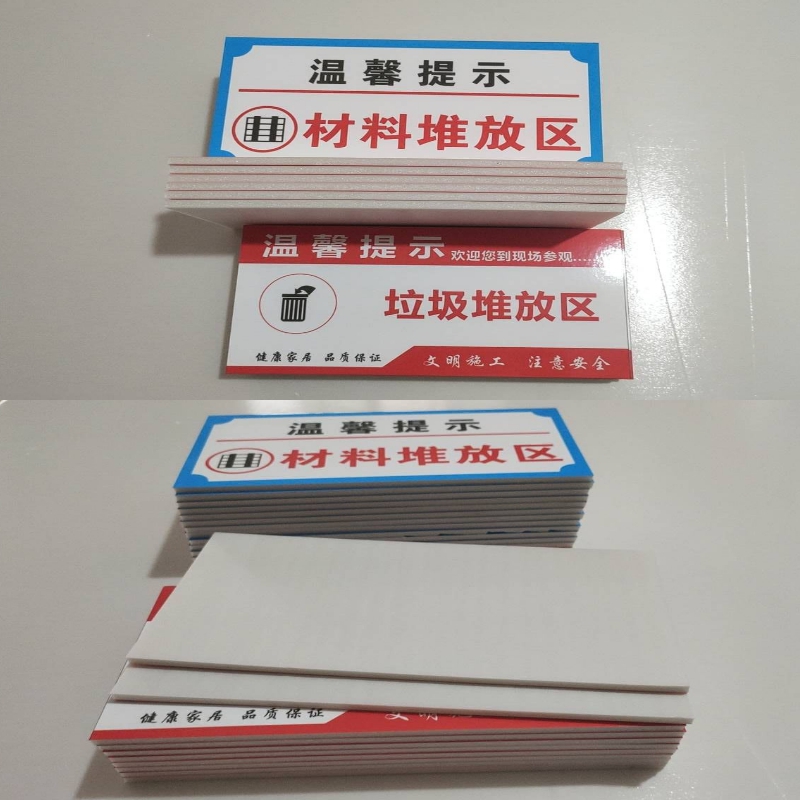 温馨提示
材料堆放区
温馨提示 欢迎您到现场参观......
垃圾堆放区
健康家居 品质保证 文明施工 注意安全
温馨提示
材料堆放区
健康家居 品质保证 文明施